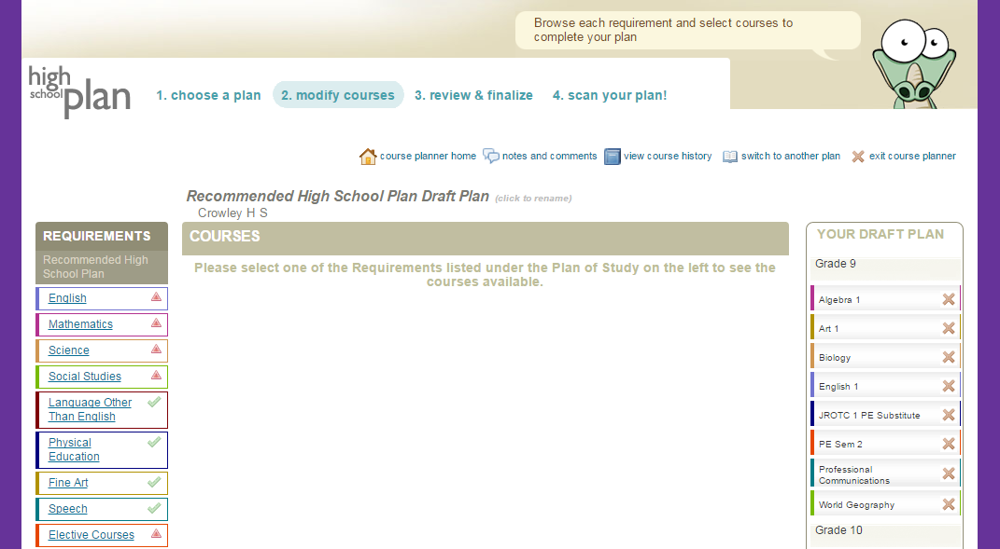 Browse each requirement and select courses to
complete your plan
high
school plan
1. choose a plan
2. modify courses
3. review & finalize
4. scan your plan!
course planner home
notes and comments
view course history
switch to another plan
exit course planner
Recommended High School Plan Draft Plan (click to rename)
Crowley H S
REQUIREMENTS
Recommended High
School Plan
English
Mathematics
Science
Social Studies
Language Other
Than English
Physical
Education
Fine Art
Speech
Elective Courses
COURSES
Please select one of the Requirements listed under the Plan of Study on the left to see the
courses available.
YOUR DRAFT PLAN
Grade 9
Algebra 1
Art 1
Biology
English 1
JROTC 1 PE Substitute
PE Sem 2
Professional
Communications
World Geography
Grade 10